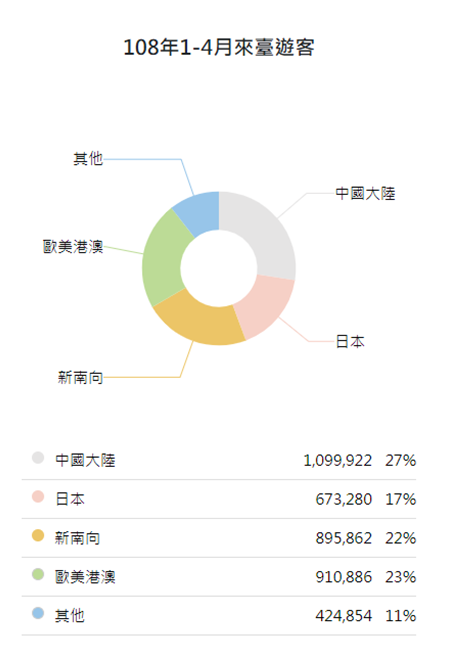 108年1-4月來臺遊客
其他
中國大陸
歐美港澳
日本
新南向
中國大陸 1,099,922 27%
日本 673,280 17%
新南向 895,862 22%
歐美港澳 910,886 23%
其他 424,854 11%